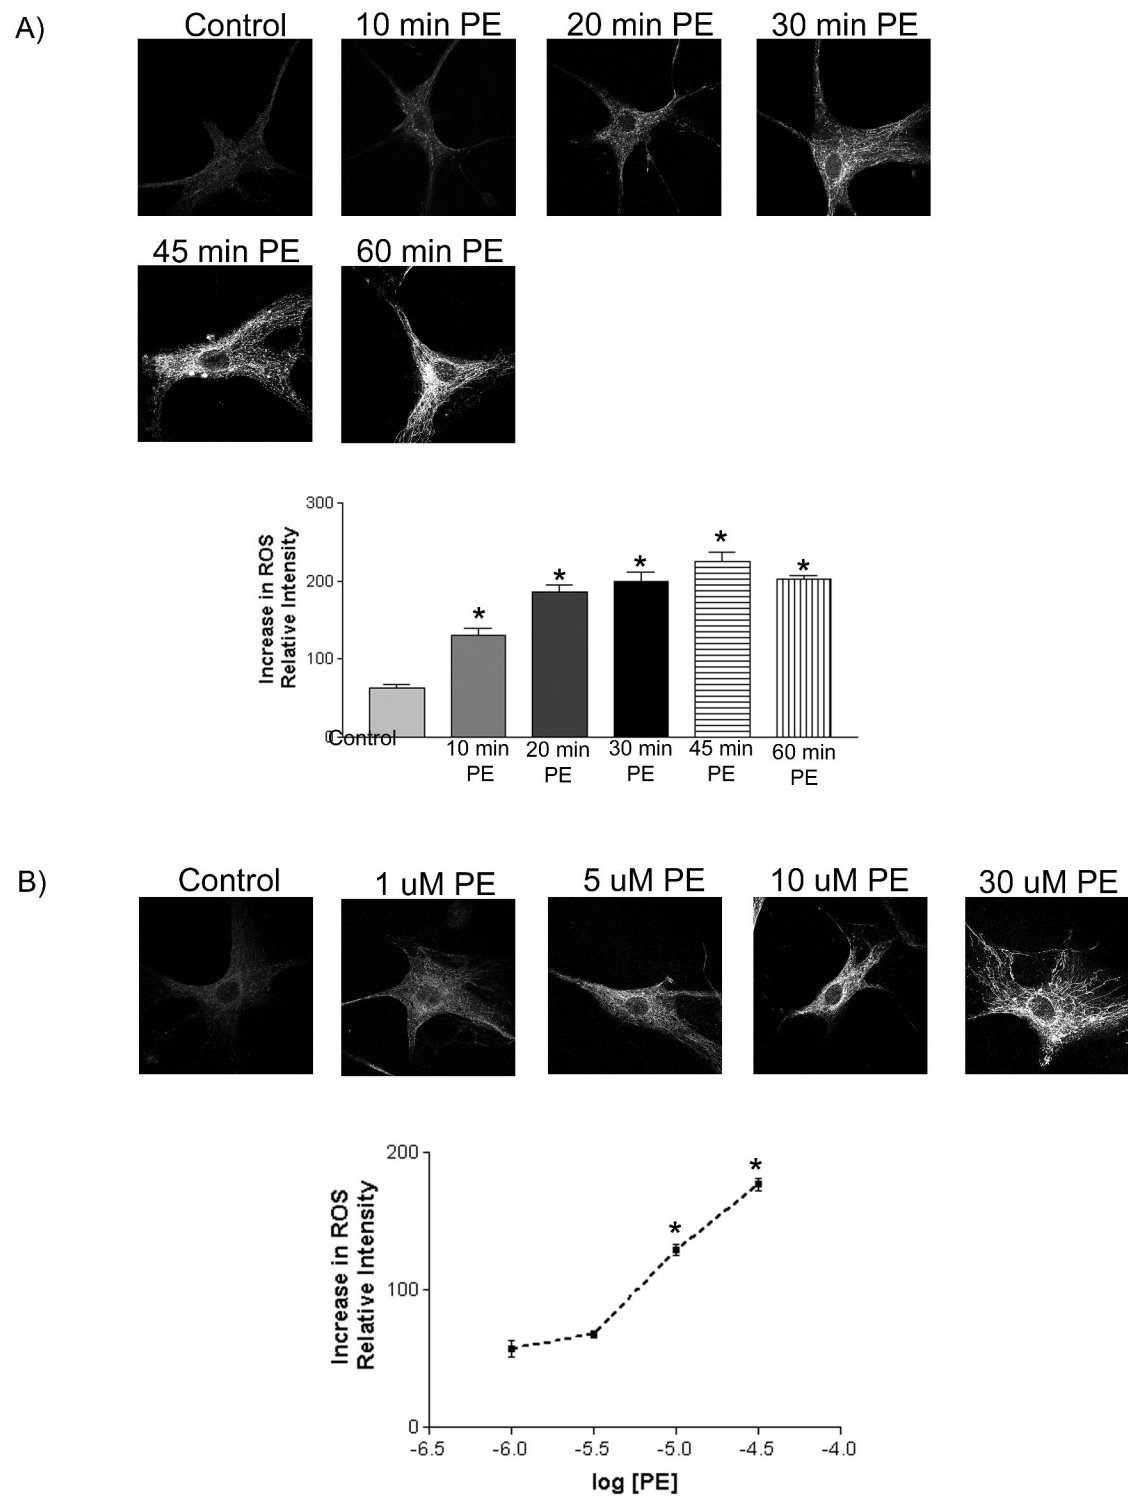 A)
Control
10 min PE
20 min PE
30 min PE
45 min PE
60 min PE
Increase in ROS
Relative Intensity
300
200
100
0
*
*
*
*
*
Control
10 min
PE
20 min
PE
30 min
PE
45 min
PE
60 min
PE
B)
Control
1 uM PE
5 uM PE
10 uM PE
30 uM PE
Increase in ROS
Relative Intensity
200
100
0
*
*
-6.5
-6.0
-5.5
-5.0
-4.5
-4.0
log [PE]